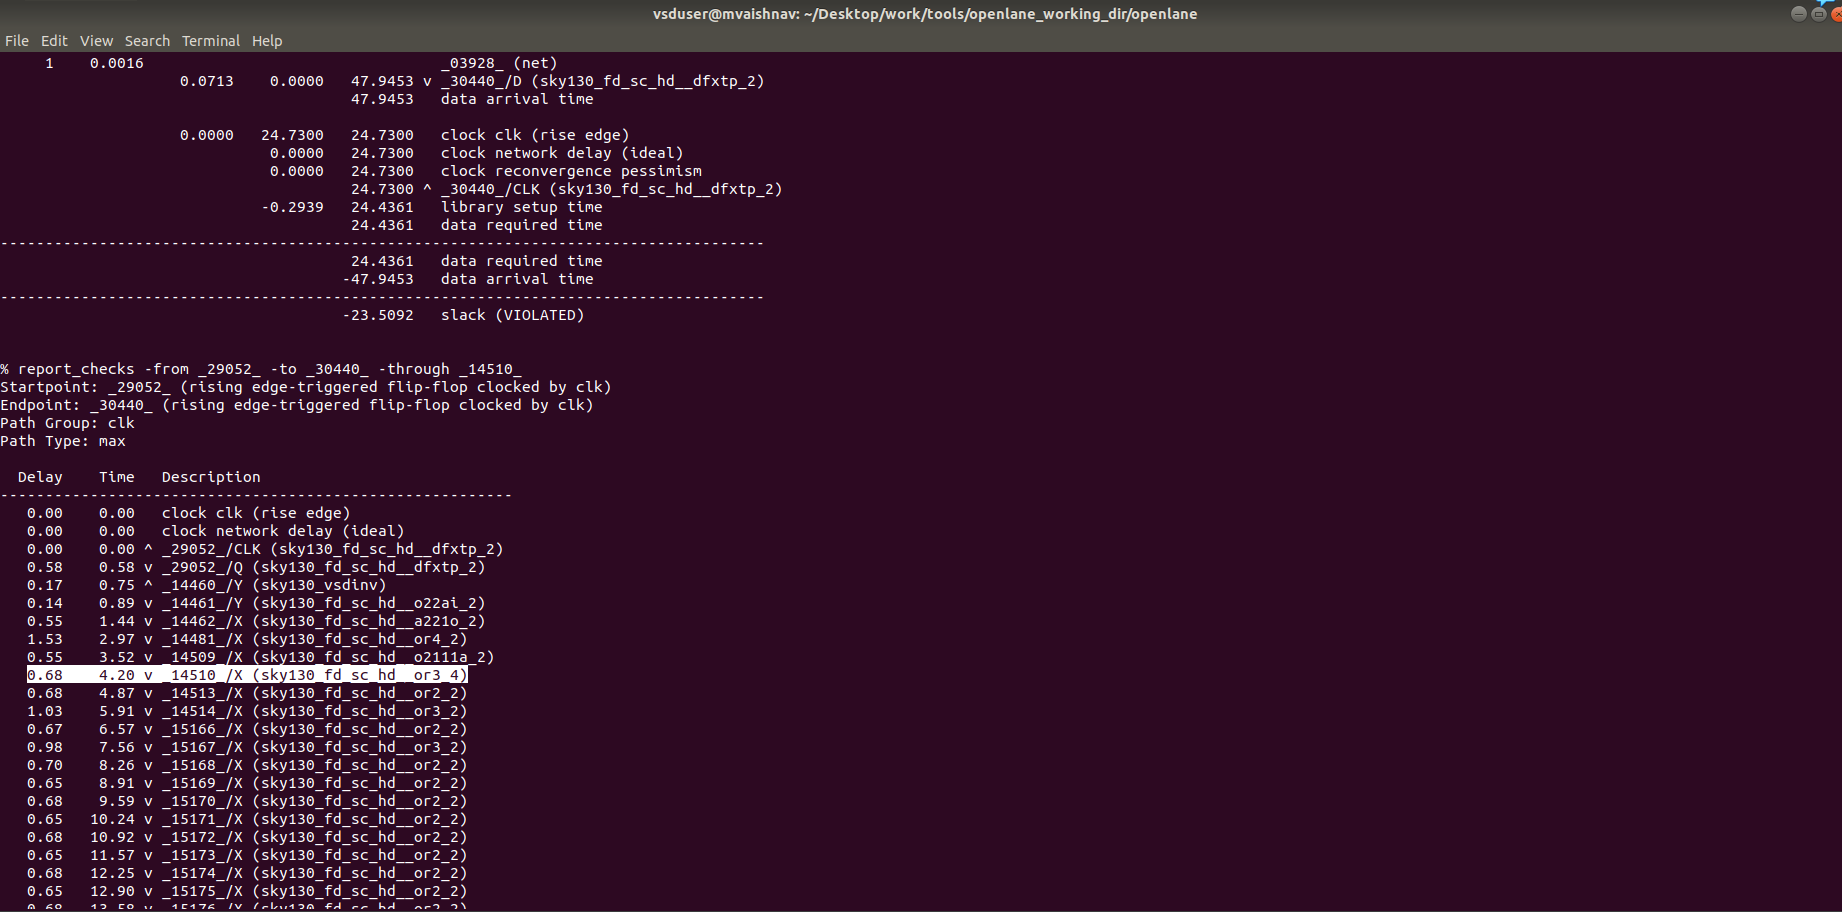 vsduser@mvaishnav: ~/Desktop/work/tools/openlane_working_dir/openlane
File Edit View Search Terminal Help
1 0.0016 _03928_ (net)
0.0713 0.0000 47.9453 v _30440_/D (sky130_fd_sc_hd__dfxtp_2)
47.9453 data arrival time
0.0000 24.7300 24.7300 clock clk (rise edge)
0.0000 24.7300 clock network delay (ideal)
0.0000 24.7300 clock reconvergence pessimism
24.7300 ^ _30440_/CLK (sky130_fd_sc_hd__dfxtp_2)
-0.2939 24.4361 library setup time
24.4361 data required time
-------------------------------------------------------------------------------------
24.4361 data required time
-47.9453 data arrival time
-------------------------------------------------------------------------------------
-23.5092 slack (VIOLATED)
% report_checks -from _29052_ -to _30440_ -through _14510_
Startpoint: _29052_ (rising edge-triggered flip-flop clocked by clk)
Endpoint: _30440_ (rising edge-triggered flip-flop clocked by clk)
Path Group: clk
Path Type: max
Delay Time Description
---------------------------------------------------------
0.00 0.00 clock clk (rise edge)
0.00 0.00 clock network delay (ideal)
0.00 0.00 ^ _29052_/CLK (sky130_fd_sc_hd__dfxtp_2)
0.58 0.58 v _29052_/Q (sky130_fd_sc_hd__dfxtp_2)
0.17 0.75 ^ _14460_/Y (sky130_vsdinv)
0.14 0.89 v _14461_/Y (sky130_fd_sc_hd__o22ai_2)
0.55 1.44 v _14462_/X (sky130_fd_sc_hd__a221o_2)
1.53 2.97 v _14481_/X (sky130_fd_sc_hd__or4_2)
0.55 3.52 v _14509_/X (sky130_fd_sc_hd__o2111a_2)
0.68 4.20 v _14510_/X (sky130_fd_sc_hd__or3_4)
0.68 4.87 v _14513_/X (sky130_fd_sc_hd__or2_2)
1.03 5.91 v _14514_/X (sky130_fd_sc_hd__or3_2)
0.67 6.57 v _15166_/X (sky130_fd_sc_hd__or2_2)
0.98 7.56 v _15167_/X (sky130_fd_sc_hd__or3_2)
0.70 8.26 v _15168_/X (sky130_fd_sc_hd__or2_2)
0.65 8.91 v _15169_/X (sky130_fd_sc_hd__or2_2)
0.68 9.59 v _15170_/X (sky130_fd_sc_hd__or2_2)
0.65 10.24 v _15171_/X (sky130_fd_sc_hd__or2_2)
0.68 10.92 v _15172_/X (sky130_fd_sc_hd__or2_2)
0.65 11.57 v _15173_/X (sky130_fd_sc_hd__or2_2)
0.68 12.25 v _15174_/X (sky130_fd_sc_hd__or2_2)
0.65 12.90 v _15175_/X (sky130_fd_sc_hd__or2_2)
0.68 13.58 v _15176_/X (sky130_fd_sc_hd__or2_2)